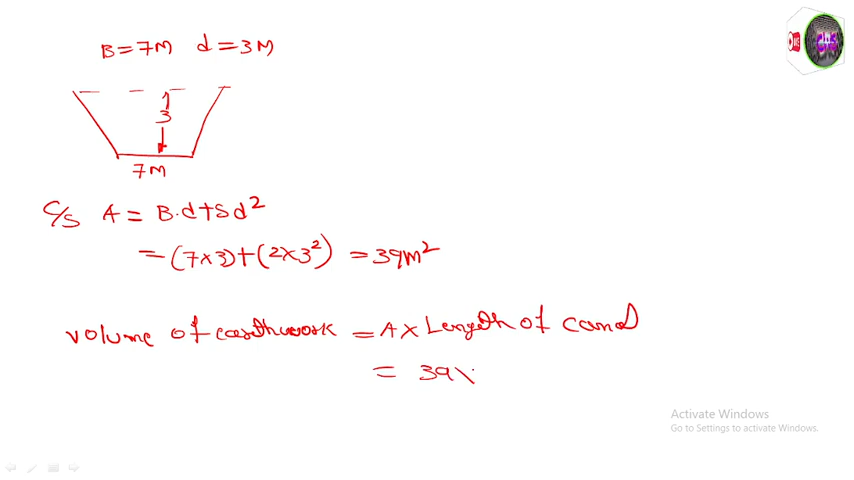 B = 7M d = 3M
3
7M
C/S A = B.d+Sd²
= (7×3)+(2×3²) = 39m²
volume of earthwork = A × Length of canal
= 39\
Activate Windows
Go to Settings to activate Windows.